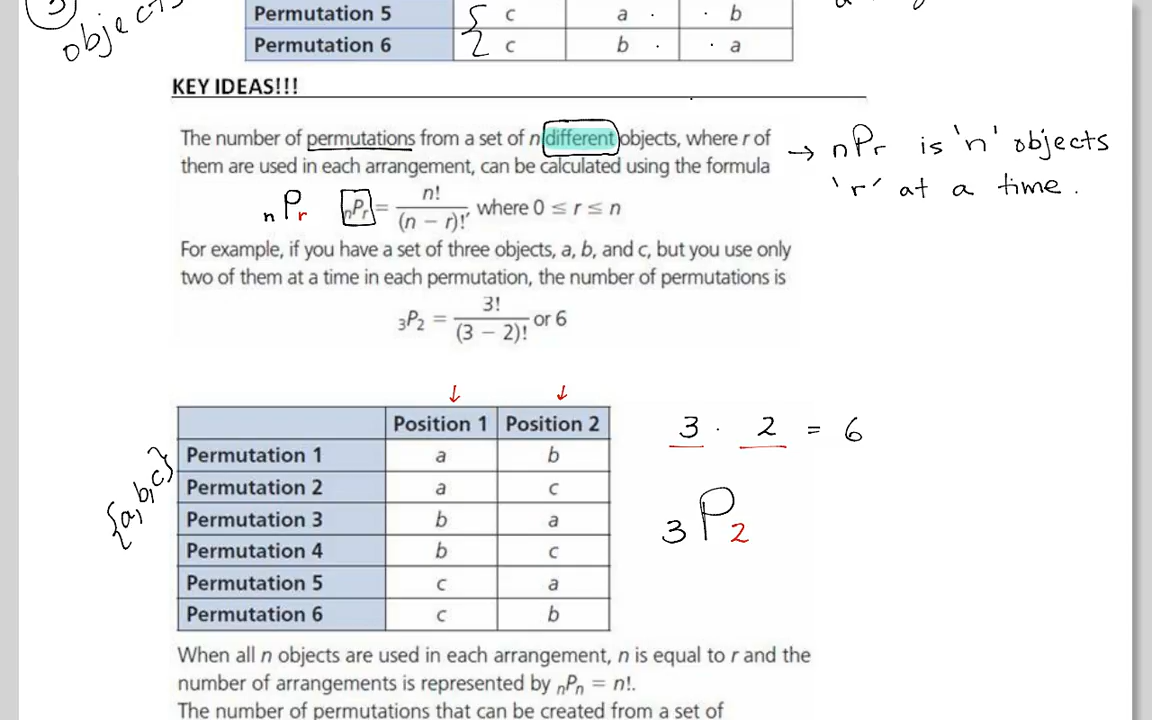 3
objects
Permutation 5 c a · · b
Permutation 6 c b · · a
KEY IDEAS!!!
The number of permutations from a set of n different objects, where r of
them are used in each arrangement, can be calculated using the formula
→ nPr is 'n' objects
'r' at a time.
nPr nPr = n!/(n − r)!, where 0 ≤ r ≤ n
For example, if you have a set of three objects, a, b, and c, but you use only
two of them at a time in each permutation, the number of permutations is
3P2 = 3!/(3 − 2)! or 6
↓ ↓
Position 1 Position 2
Permutation 1 a b
Permutation 2 a c
Permutation 3 b a
Permutation 4 b c
Permutation 5 c a
Permutation 6 c b
{a, b, c}
3 · 2 = 6
3P2
When all n objects are used in each arrangement, n is equal to r and the
number of arrangements is represented by nPn = n!.
The number of permutations that can be created from a set of